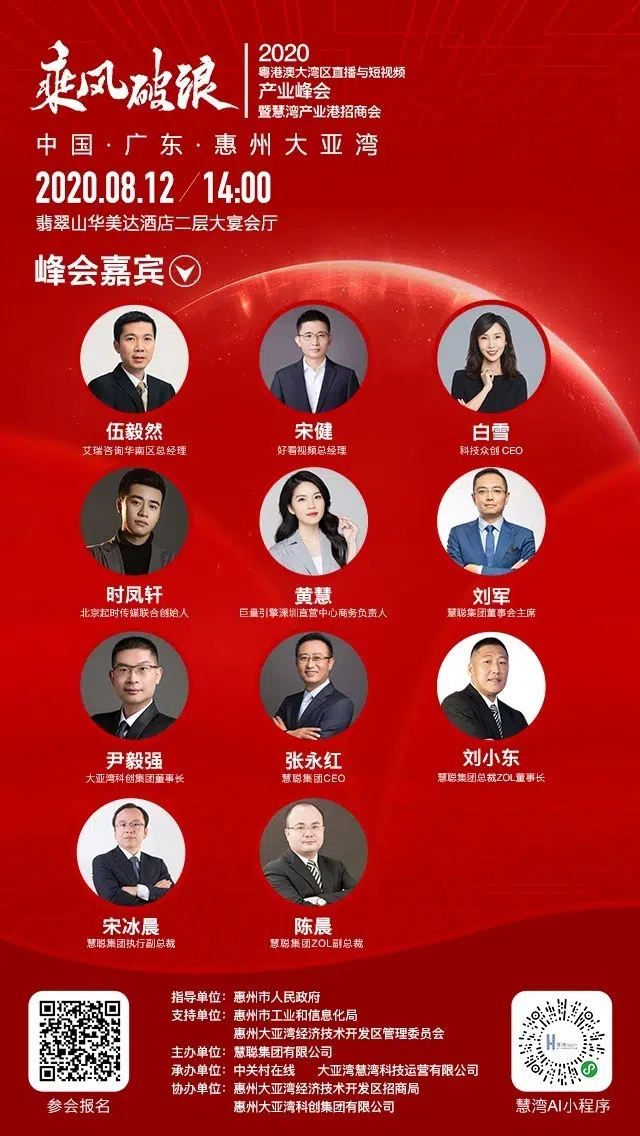 乘风破浪
2020
粤港澳大湾区直播与短视频
产业峰会
暨慧湾产业港招商会
中国·广东·惠州大亚湾
2020.08.12/14:00
翡翠山华美达酒店二层大宴会厅
峰会嘉宾
伍毅然 宋健 白雪
艾瑞咨询华南区总经理 好看视频总经理 科技众创 CEO
时凤轩 黄慧 刘军
北京起时传媒联合创始人 巨量引擎深圳直营中心商务负责人 慧聪集团董事会主席
尹毅强 张永红 刘小东
大亚湾科创集团董事长 慧聪集团CEO 慧聪集团总裁ZOL董事长
宋冰晨 陈晨
慧聪集团执行副总裁 慧聪集团ZOL副总裁
指导单位：惠州市人民政府
支持单位：惠州市工业和信息化局
惠州大亚湾经济技术开发区管理委员会
主办单位：慧聪集团有限公司
承办单位：中关村在线 大亚湾慧湾科技运营有限公司
协办单位：惠州大亚湾经济技术开发区招商局
惠州大亚湾科创集团有限公司
参会报名
慧湾AI小程序